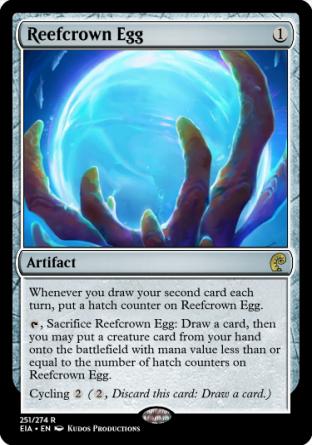 Reefcrown Egg 1
Artifact
Whenever you draw your second card each
turn, put a hatch counter on Reefcrown Egg.
, Sacrifice Reefcrown Egg: Draw a card, then
you may put a creature card from your hand
onto the battlefield with mana value less than or
equal to the number of hatch counters on
Reefcrown Egg.
Cycling 2 ( 2, Discard this card: Draw a card.)
251/274 R
EIA • EN Kudos Productions